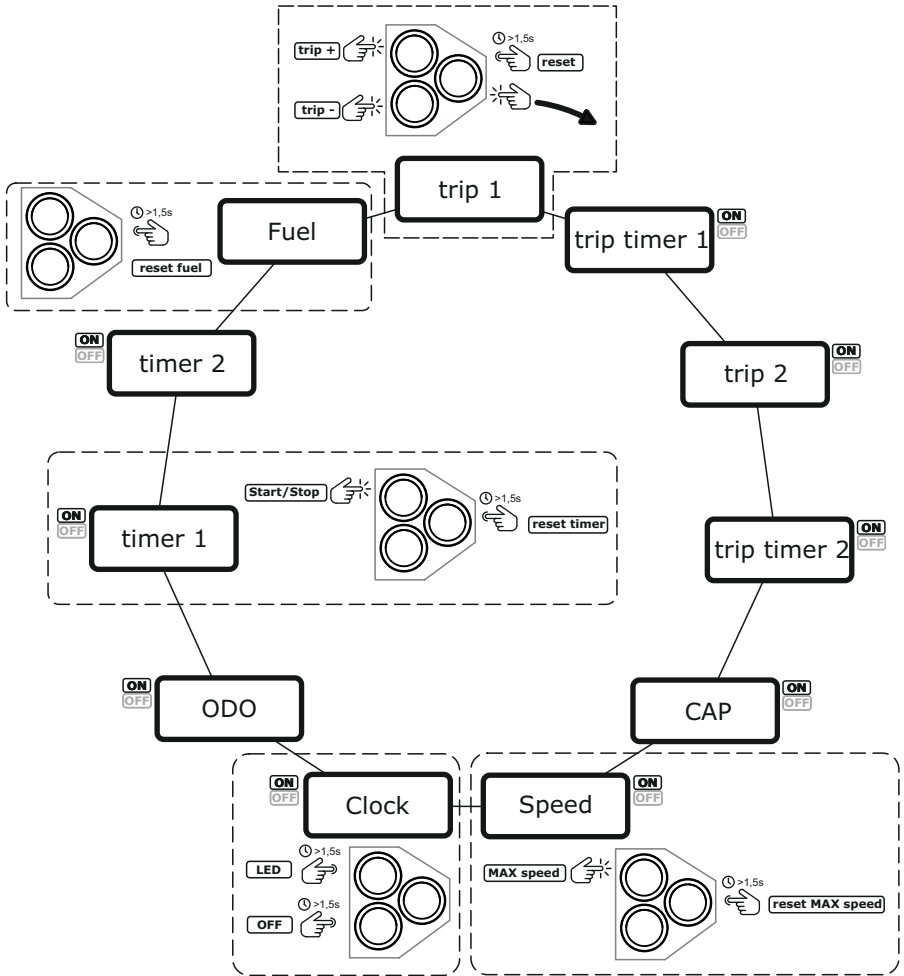 trip +
>1,5s
reset
trip -
trip 1
>1,5s
reset fuel
Fuel
trip timer 1
ON
OFF
ON
OFF
timer 2
trip 2
ON
OFF
Start/Stop
>1,5s
reset timer
ON
OFF
timer 1
trip timer 2
ON
OFF
ON
OFF
ODO
CAP
ON
OFF
ON
OFF
Clock
Speed
ON
OFF
>1,5s
LED
>1,5s
OFF
MAX speed
>1,5s
reset MAX speed